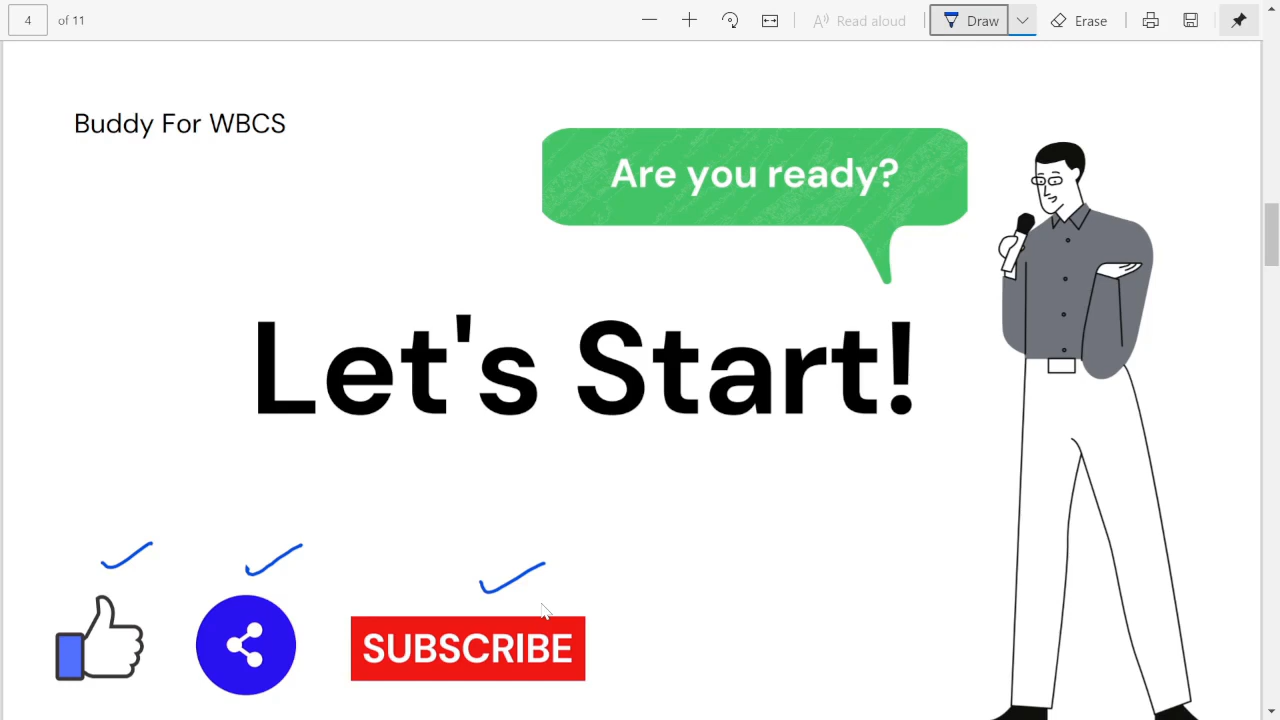 4 of 11
Read aloud
Draw
Erase
Buddy For WBCS
Are you ready?
Let's Start!
SUBSCRIBE